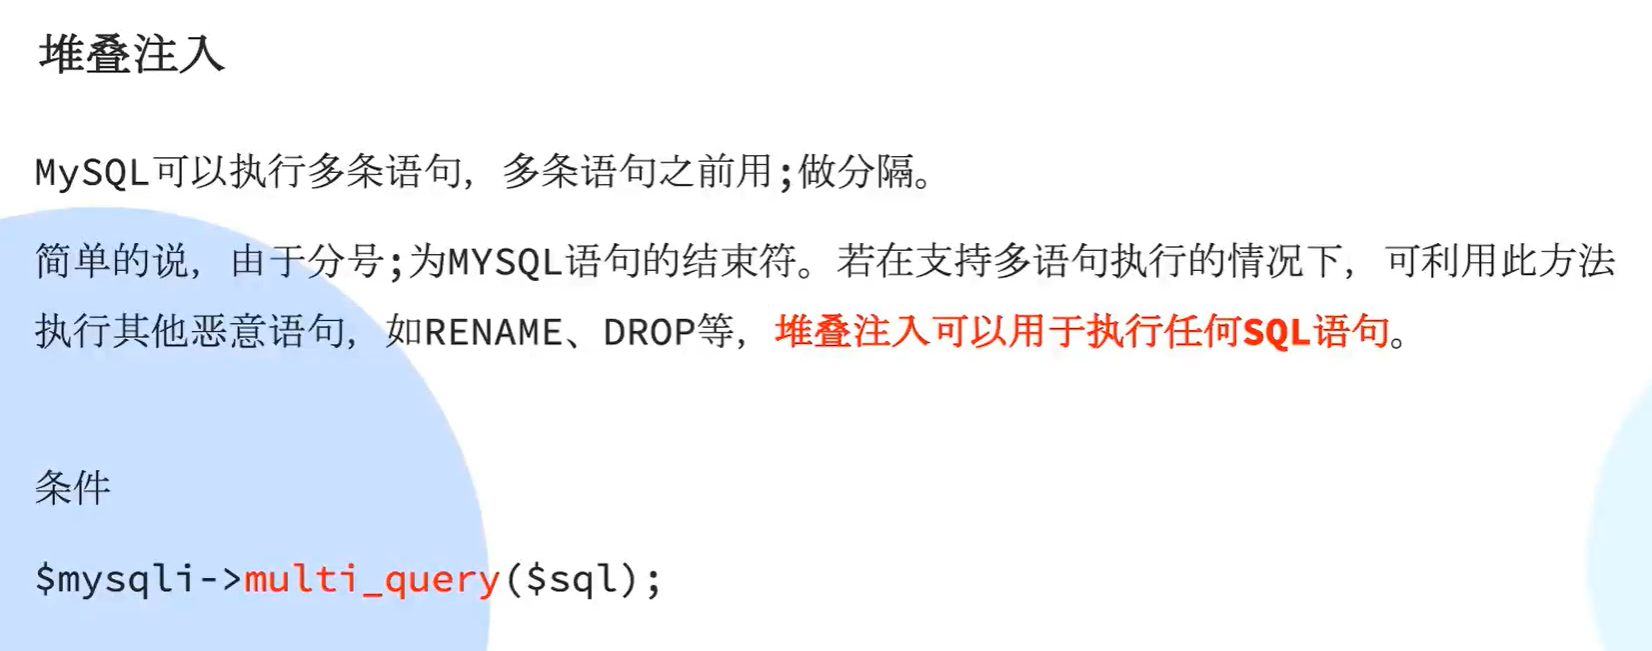 堆叠注入
MySQL可以执行多条语句，多条语句之前用;做分隔。
简单的说，由于分号;为MYSQL语句的结束符。若在支持多语句执行的情况下，可利用此方法
执行其他恶意语句，如RENAME、DROP等，堆叠注入可以用于执行任何SQL语句。
条件
$mysqli->multi_query($sql);